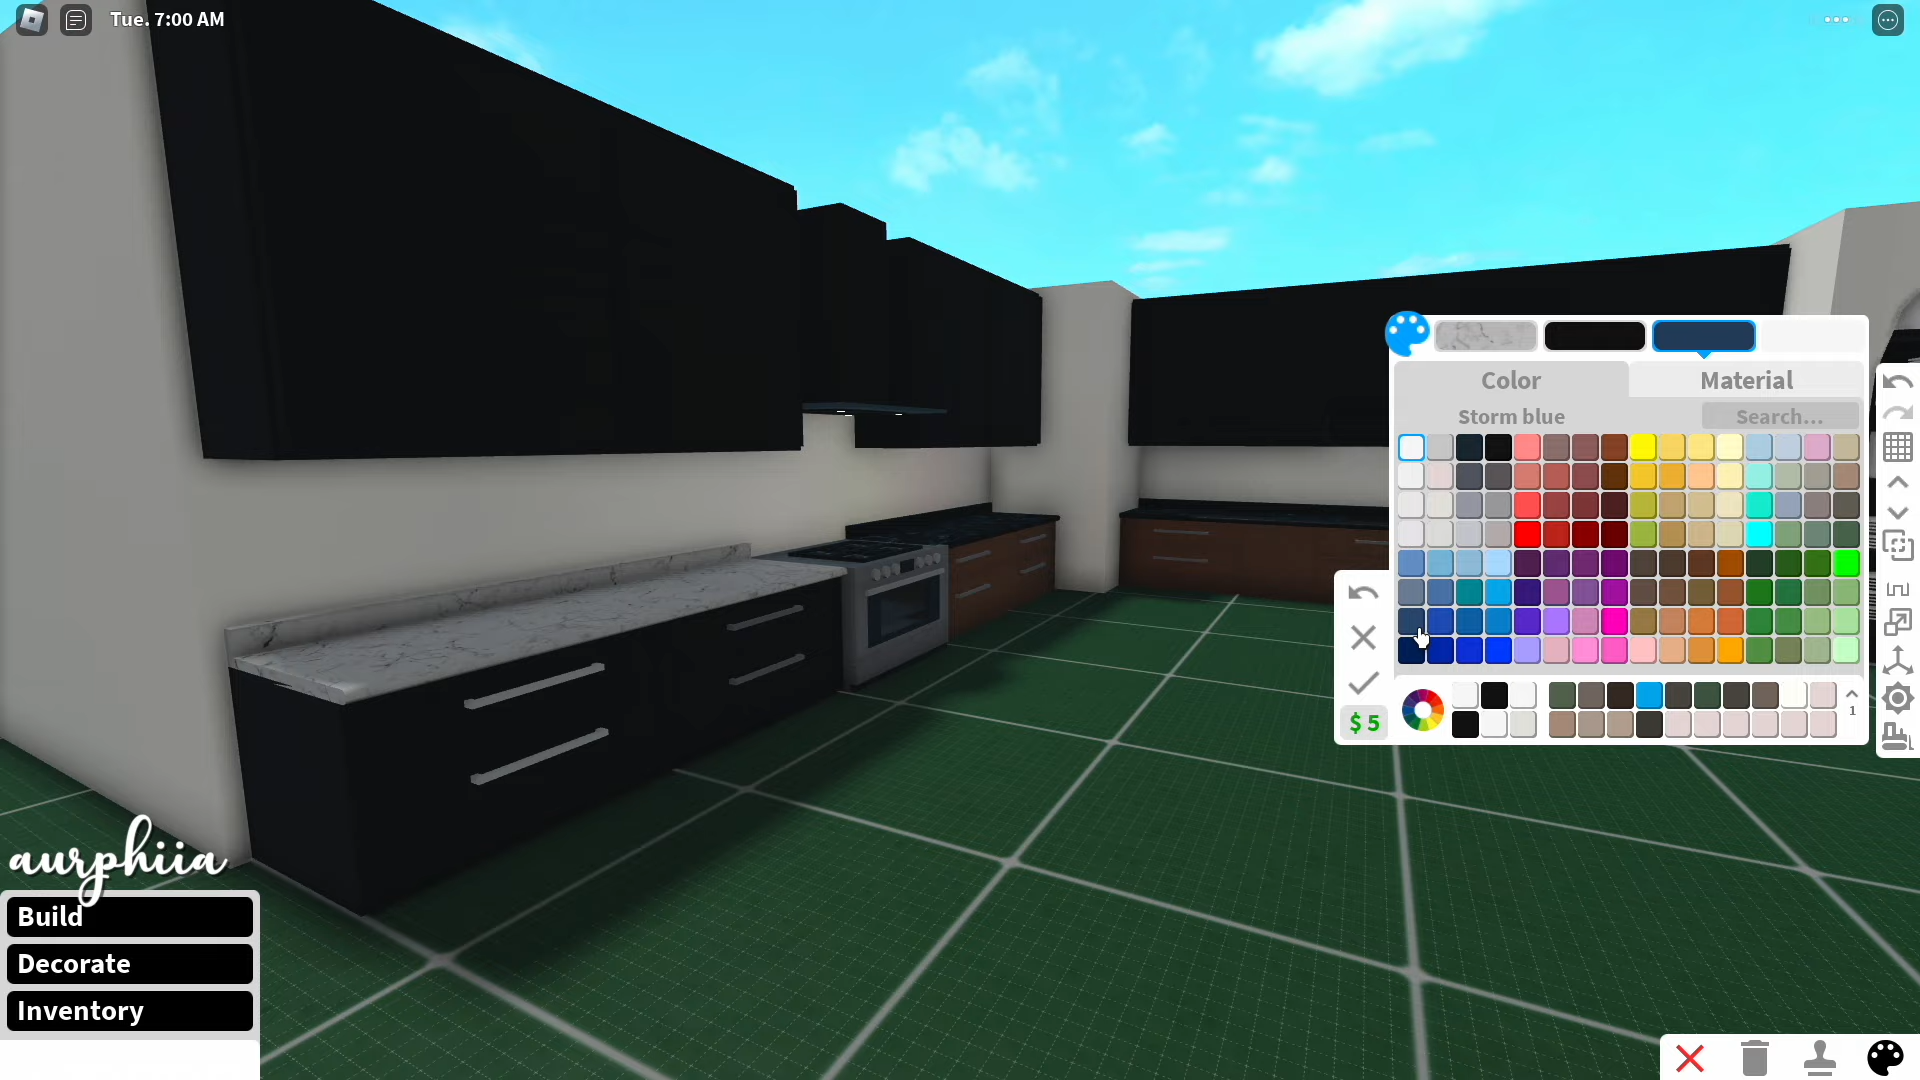 Tue. 7:00 AM
Color
Material
Storm blue
Search...
$ 5
1
aurphiia
Build
Decorate
Inventory